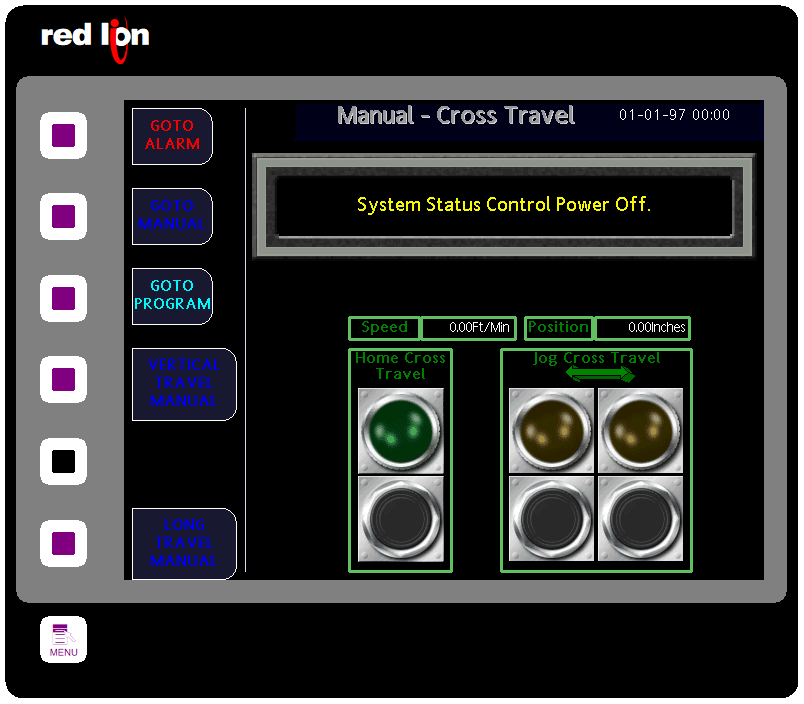 red lion
Manual - Cross Travel
01-01-97 00:00
GOTO
ALARM
GOTO
MANUAL
GOTO
PROGRAM
VERTICAL
TRAVEL
MANUAL
LONG
TRAVEL
MANUAL
System Status Control Power Off.
Speed
0.00Ft/Min
Position
0.00Inches
Home Cross
Travel
Jog Cross Travel
MENU